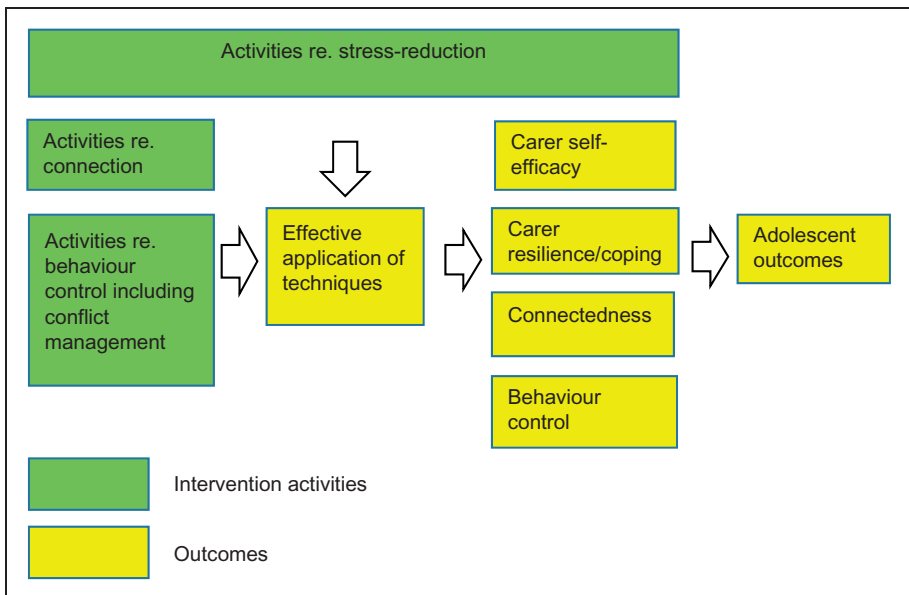 Activities re. stress-reduction
Activities re.
connection
Activities re.
behaviour
control including
conflict
management
Effective
application of
techniques
Carer self-
efficacy
Carer
resilience/coping
Connectedness
Behaviour
control
Adolescent
outcomes
Intervention activities
Outcomes